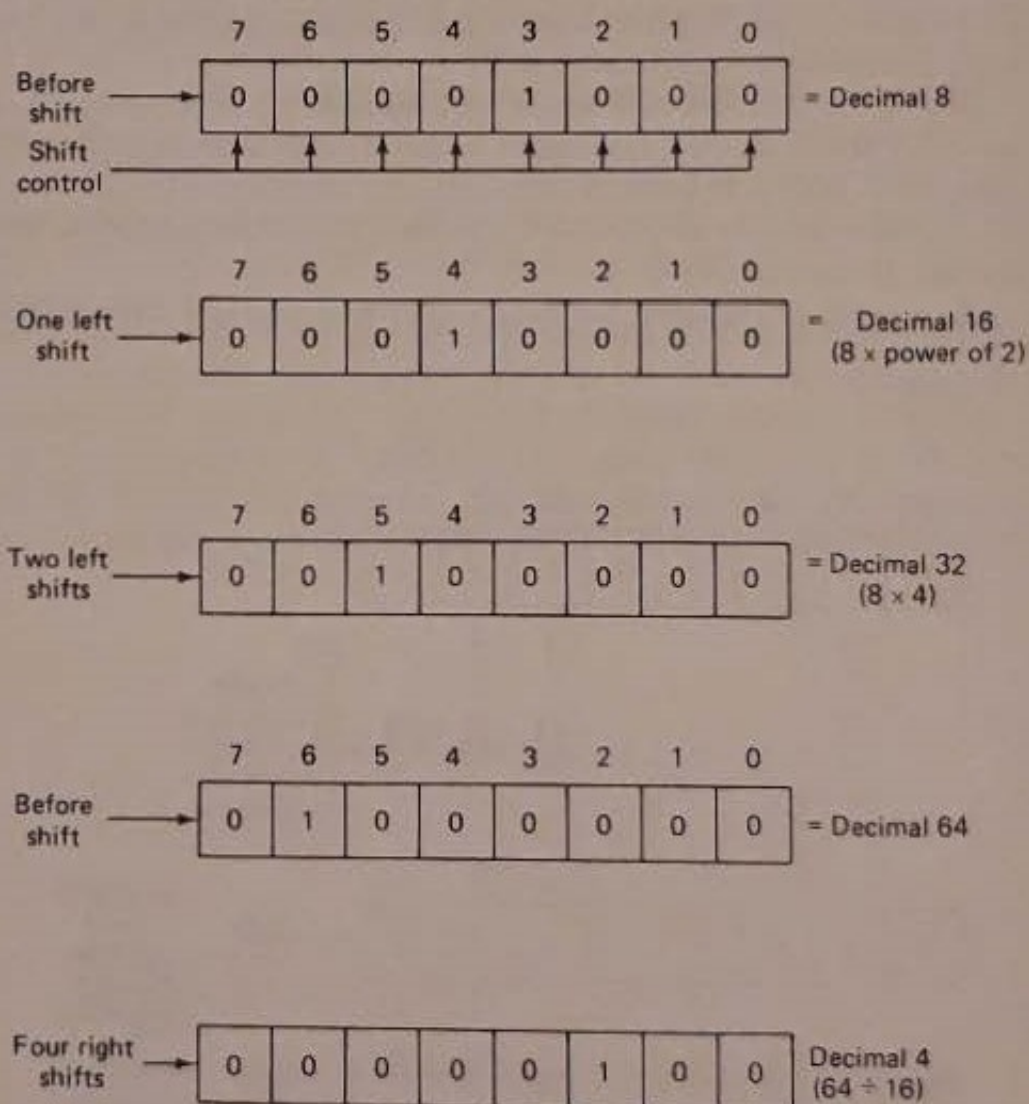 7 6 5 4 3 2 1 0
Before
shift
0 0 0 0 1 0 0 0 = Decimal 8
Shift
control
7 6 5 4 3 2 1 0
One left
shift
0 0 0 1 0 0 0 0 = Decimal 16
(8 × power of 2)
7 6 5 4 3 2 1 0
Two left
shifts
0 0 1 0 0 0 0 0 = Decimal 32
(8 × 4)
7 6 5 4 3 2 1 0
Before
shift
0 1 0 0 0 0 0 0 = Decimal 64
Four right
shifts
0 0 0 0 0 1 0 0 Decimal 4
(64 ÷ 16)